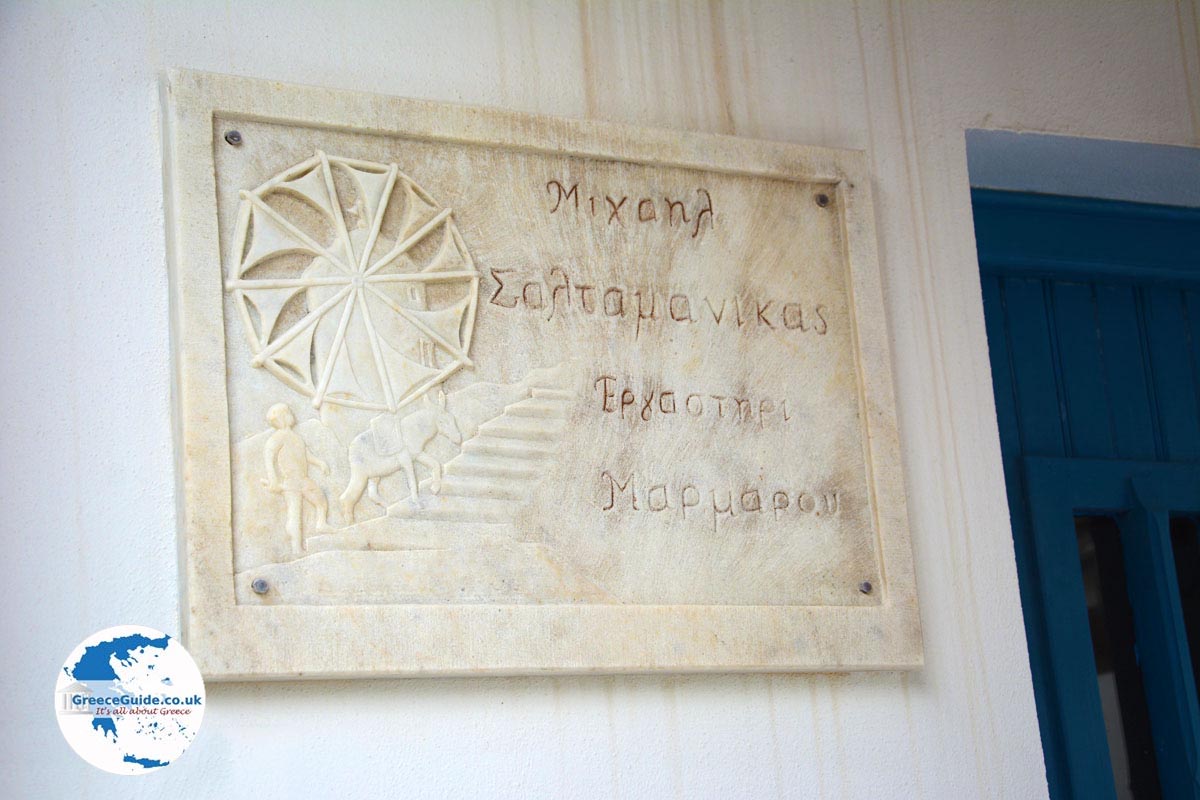 Μιχαηλ
Σαλταμανικας
Εργαστηρι
Μαρμαρου
GreeceGuide.co.uk
It's all about Greece